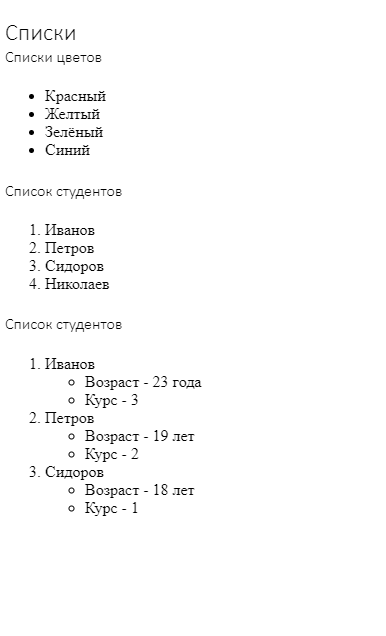 Списки
Списки цветов
• Красный
• Желтый
• Зелёный
• Синий
Список студентов
1. Иванов
2. Петров
3. Сидоров
4. Николаев
Список студентов
1. Иванов
○ Возраст - 23 года
○ Курс - 3
2. Петров
○ Возраст - 19 лет
○ Курс - 2
3. Сидоров
○ Возраст - 18 лет
○ Курс - 1